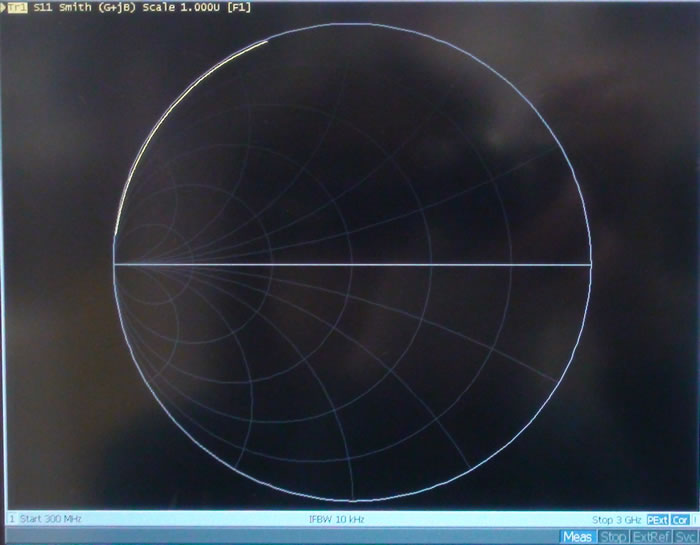 Tr1 S11 Smith (G+jB) Scale 1.000U [F1]
1 Start 300 MHz IFBW 10 kHz Stop 3 GHz PExt Cor !
Meas Stop ExtRef Svc